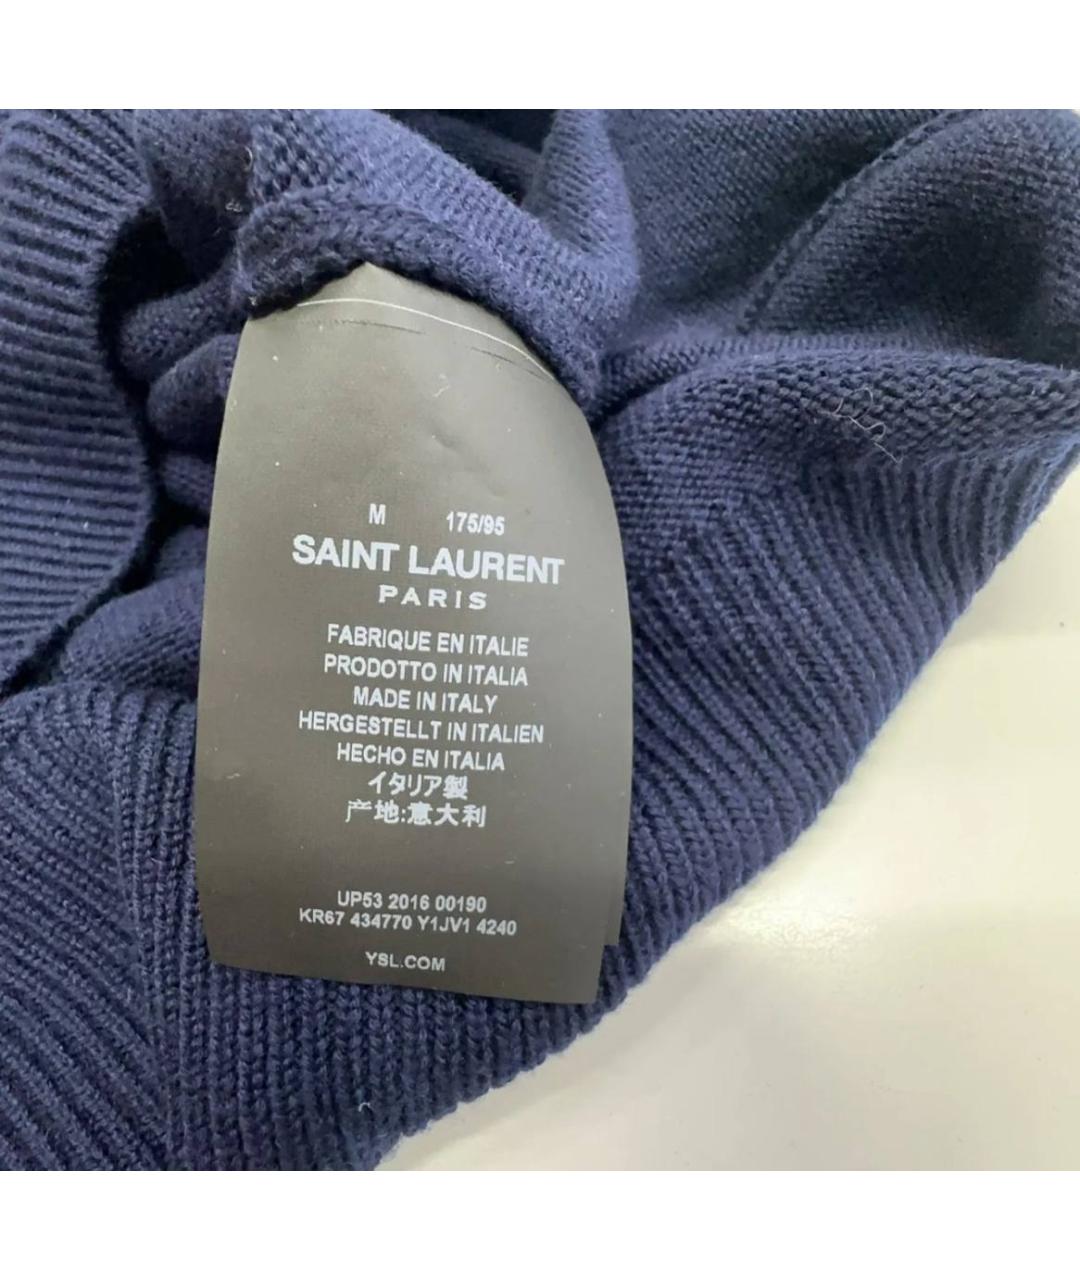 M 175/95
SAINT LAURENT
PARIS
FABRIQUE EN ITALIE
PRODOTTO IN ITALIA
MADE IN ITALY
HERGESTELLT IN ITALIEN
HECHO EN ITALIA
イタリア製
产地:意大利
UP53 2016 00190
KR67 434770 Y1JV1 4240
YSL.COM